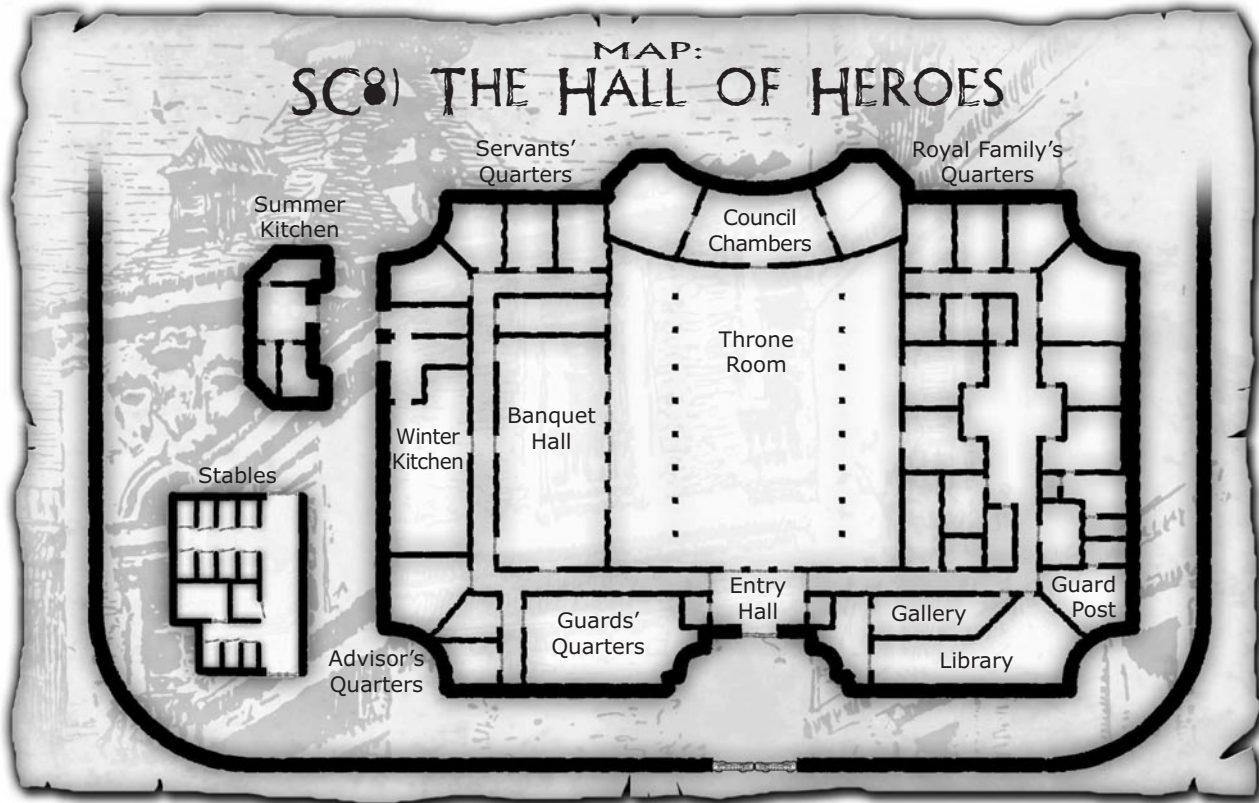 MAP:
SC8) THE HALL OF HEROES
Servants'
Quarters
Royal Family's
Quarters
Summer
Kitchen
Council
Chambers
Throne
Room
Banquet
Hall
Winter
Kitchen
Stables
Entry
Hall
Guard
Post
Gallery
Guards'
Quarters
Library
Advisor's
Quarters